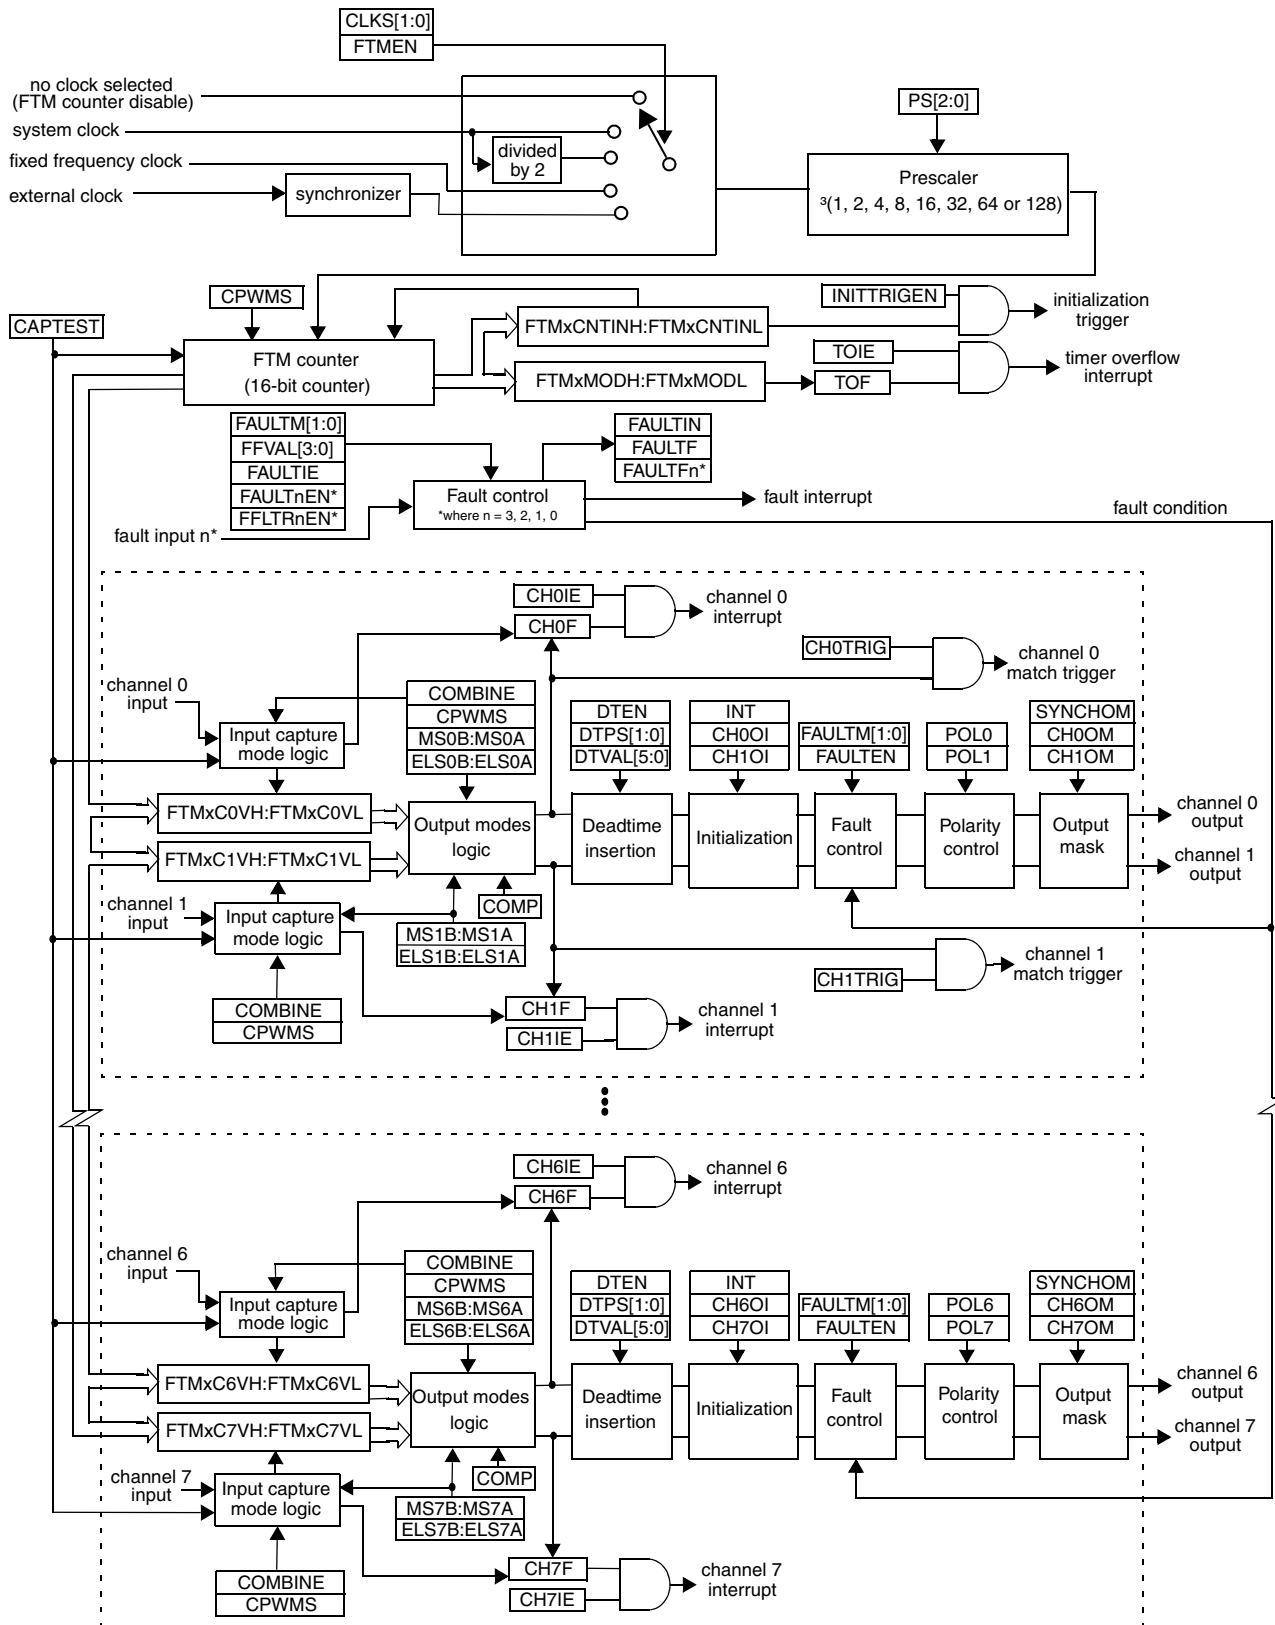 CLKS[1:0]
FTMEN
no clock selected
(FTM counter disable)
system clock
fixed frequency clock
external clock
divided
by 2
synchronizer
PS[2:0]
Prescaler
³(1, 2, 4, 8, 16, 32, 64 or 128)
CPWMS
CAPTEST
FTM counter
(16-bit counter)
FTMxCNTINH:FTMxCNTINL
FTMxMODH:FTMxMODL
INITTRIGEN
initialization
trigger
TOIE
TOF
timer overflow
interrupt
FAULTM[1:0]
FFVAL[3:0]
FAULTIE
FAULTnEN*
FFLTRnEN*
fault input n*
Fault control
*where n = 3, 2, 1, 0
FAULTIN
FAULTF
FAULTFn*
fault interrupt
fault condition
CH0IE
CH0F
channel 0
interrupt
CH0TRIG
channel 0
match trigger
channel 0
input
Input capture
mode logic
COMBINE
CPWMS
MS0B:MS0A
ELS0B:ELS0A
DTEN
DTPS[1:0]
DTVAL[5:0]
INT
CH0OI
CH1OI
FAULTM[1:0]
FAULTEN
POL0
POL1
SYNCHOM
CH0OM
CH1OM
FTMxC0VH:FTMxC0VL
FTMxC1VH:FTMxC1VL
Output modes
logic
Deadtime
insertion
Initialization
Fault
control
Polarity
control
Output
mask
channel 0
output
channel 1
output
channel 1
input
Input capture
mode logic
COMP
MS1B:MS1A
ELS1B:ELS1A
COMBINE
CPWMS
CH1F
CH1IE
channel 1
interrupt
CH1TRIG
channel 1
match trigger
CH6IE
CH6F
channel 6
interrupt
channel 6
input
Input capture
mode logic
COMBINE
CPWMS
MS6B:MS6A
ELS6B:ELS6A
DTEN
DTPS[1:0]
DTVAL[5:0]
INT
CH6OI
CH7OI
FAULTM[1:0]
FAULTEN
POL6
POL7
SYNCHOM
CH6OM
CH7OM
FTMxC6VH:FTMxC6VL
FTMxC7VH:FTMxC7VL
Output modes
logic
Deadtime
insertion
Initialization
Fault
control
Polarity
control
Output
mask
channel 6
output
channel 7
output
channel 7
input
Input capture
mode logic
COMP
MS7B:MS7A
ELS7B:ELS7A
COMBINE
CPWMS
CH7F
CH7IE
channel 7
interrupt